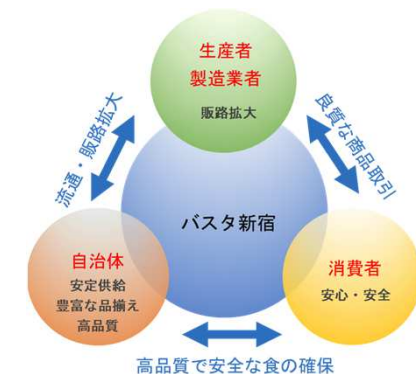 生産者
製造業者
販路拡大
流通・販路拡大
良質な商品取引
バスタ新宿
自治体
安定供給
豊富な品揃え
高品質
消費者
安心・安全
高品質で安全な食の確保